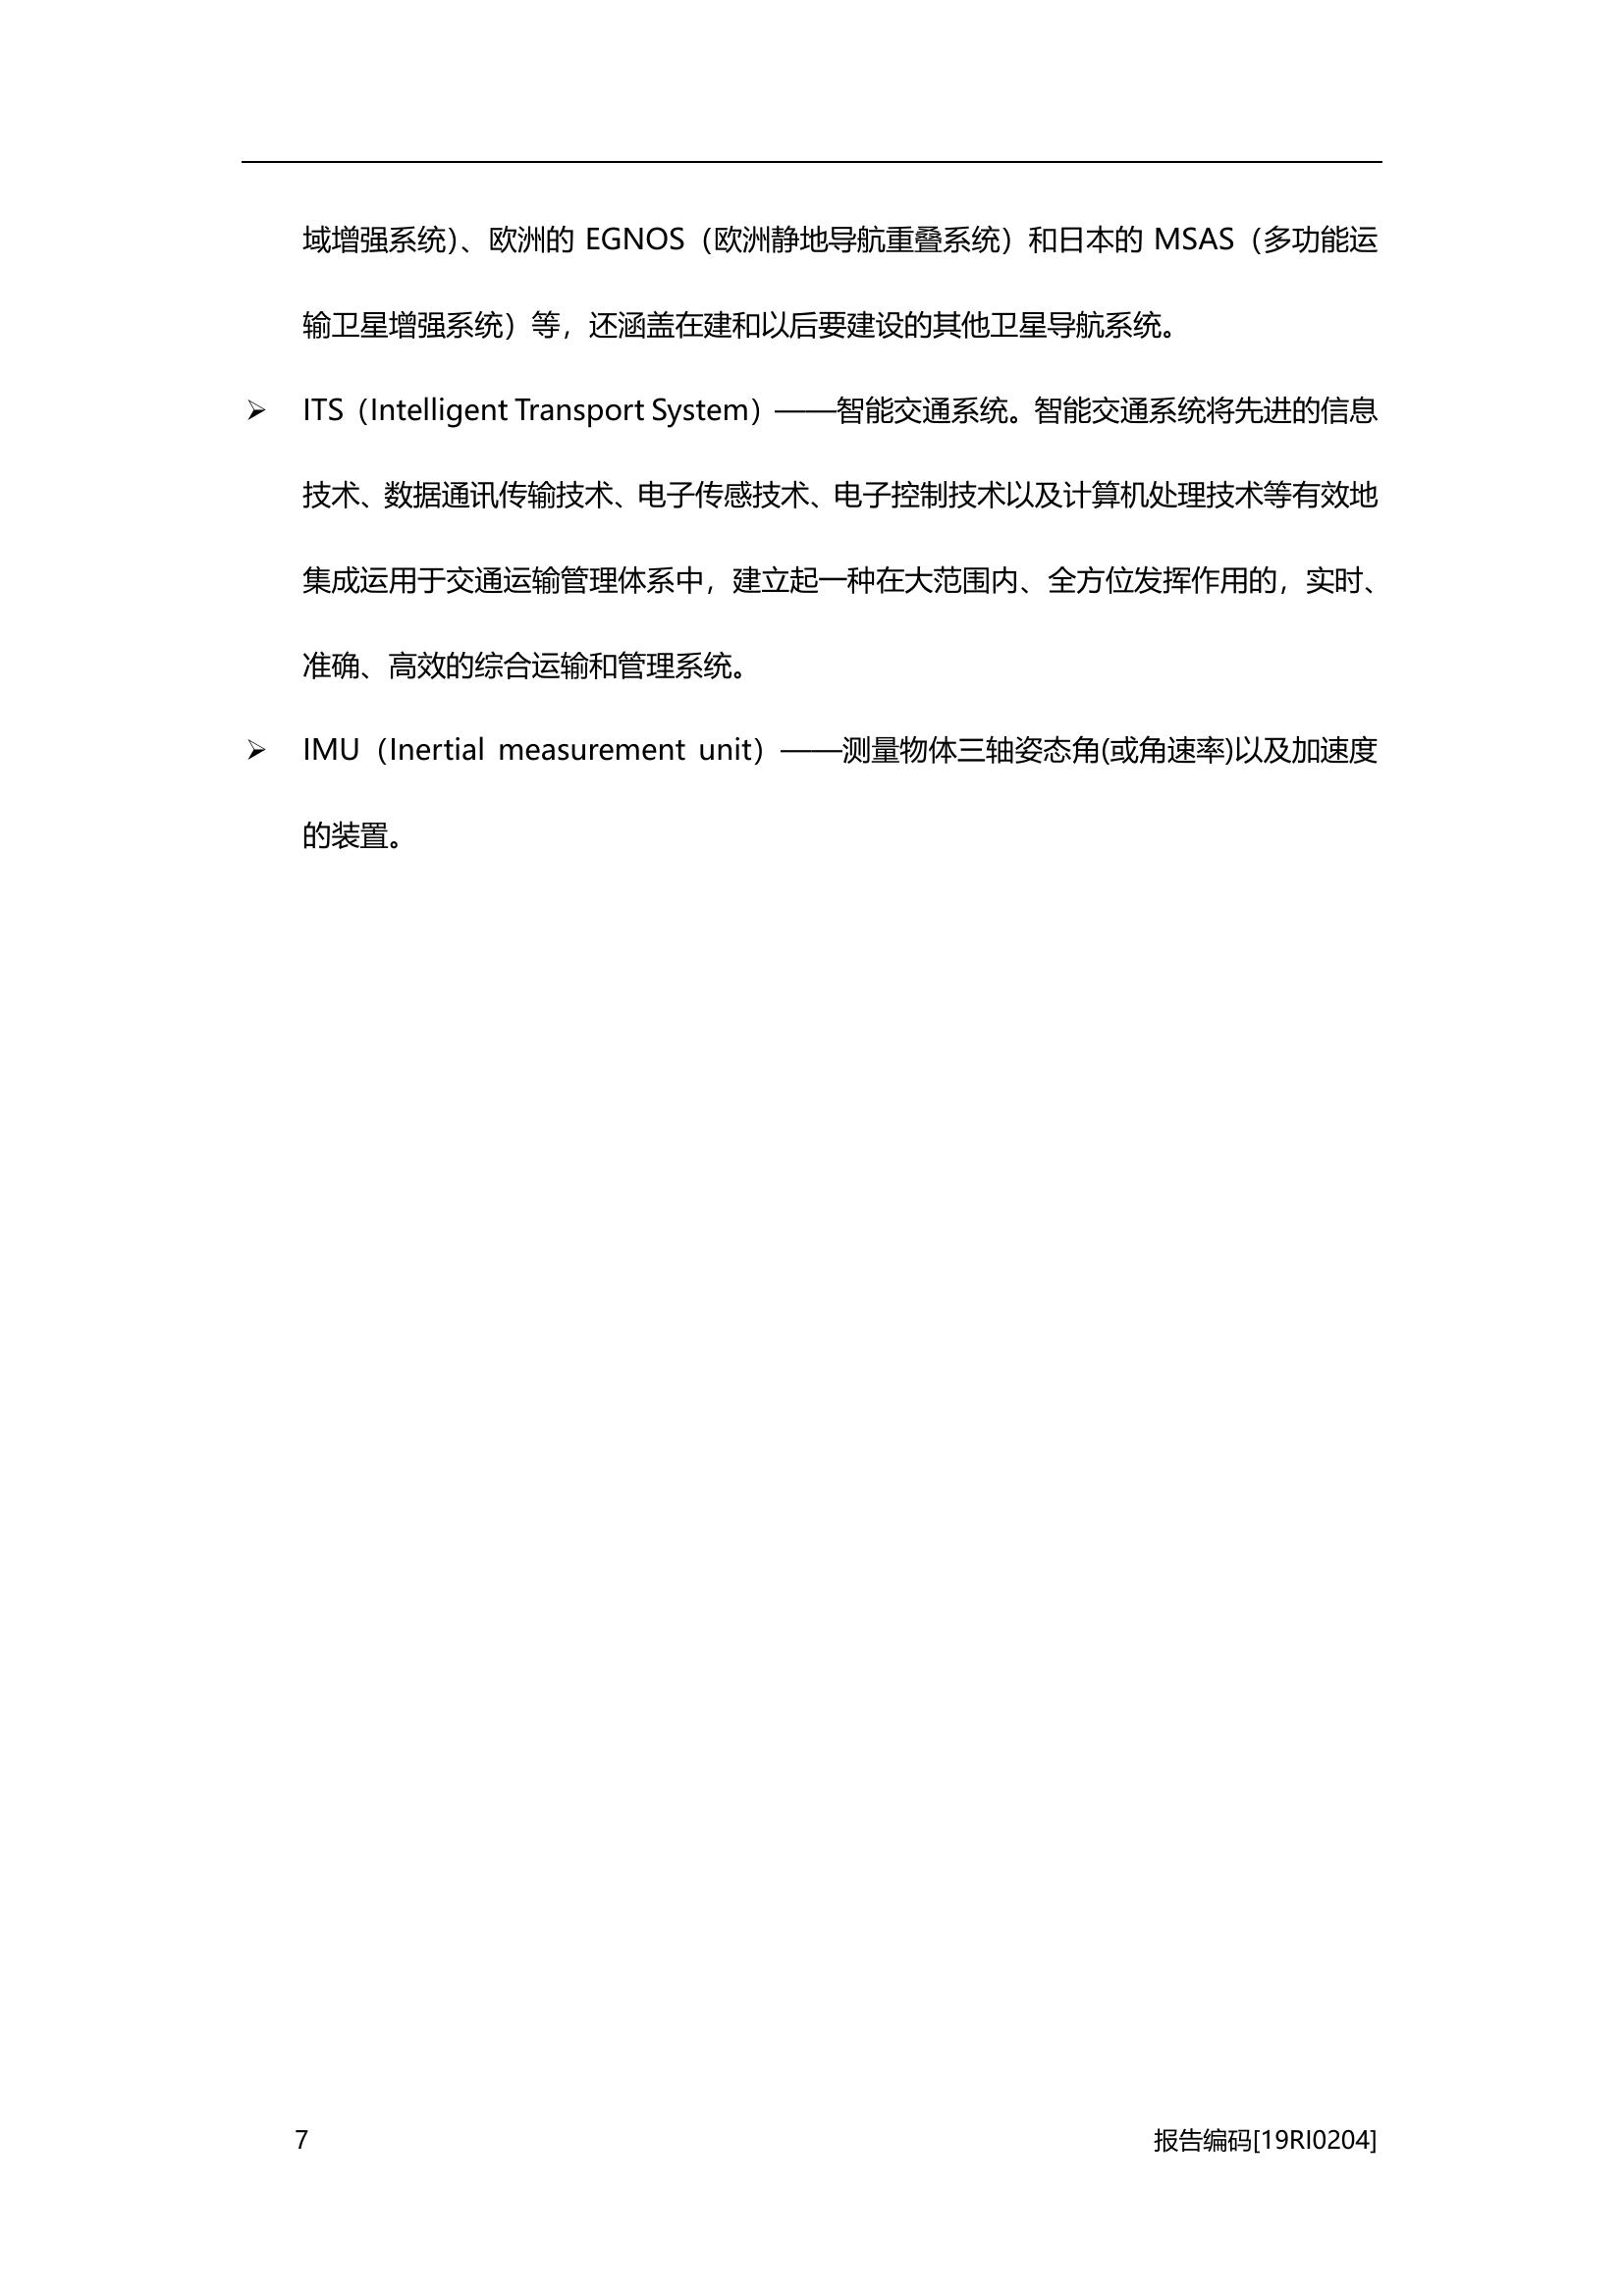 域增强系统）、欧洲的 EGNOS（欧洲静地导航重叠系统）和日本的 MSAS（多功能运
输卫星增强系统）等，还涵盖在建和以后要建设的其他卫星导航系统。
➢ ITS（Intelligent Transport System）——智能交通系统。智能交通系统将先进的信息
技术、数据通讯传输技术、电子传感技术、电子控制技术以及计算机处理技术等有效地
集成运用于交通运输管理体系中，建立起一种在大范围内、全方位发挥作用的，实时、
准确、高效的综合运输和管理系统。
➢ IMU（Inertial measurement unit）——测量物体三轴姿态角(或角速率)以及加速度
的装置。
7 报告编码[19RI0204]